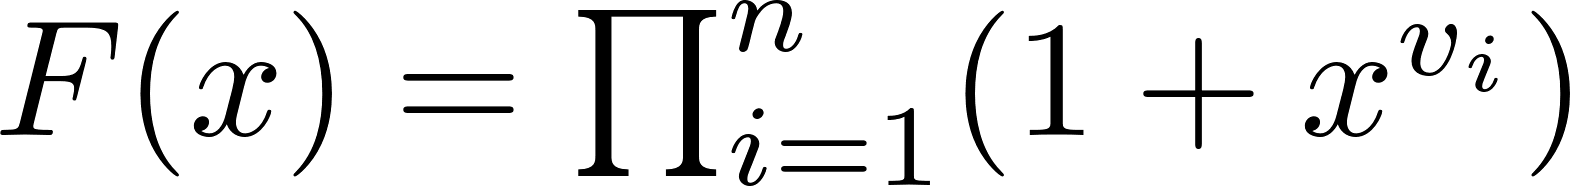 F(x) = ∏_{i=1}^{n}(1 + x^{v_i})